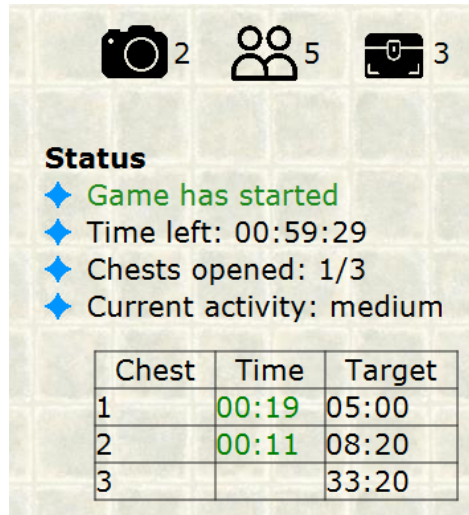 2 5 3
Status
Game has started
Time left: 00:59:29
Chests opened: 1/3
Current activity: medium
Chest Time Target
1 00:19 05:00
2 00:11 08:20
3 33:20